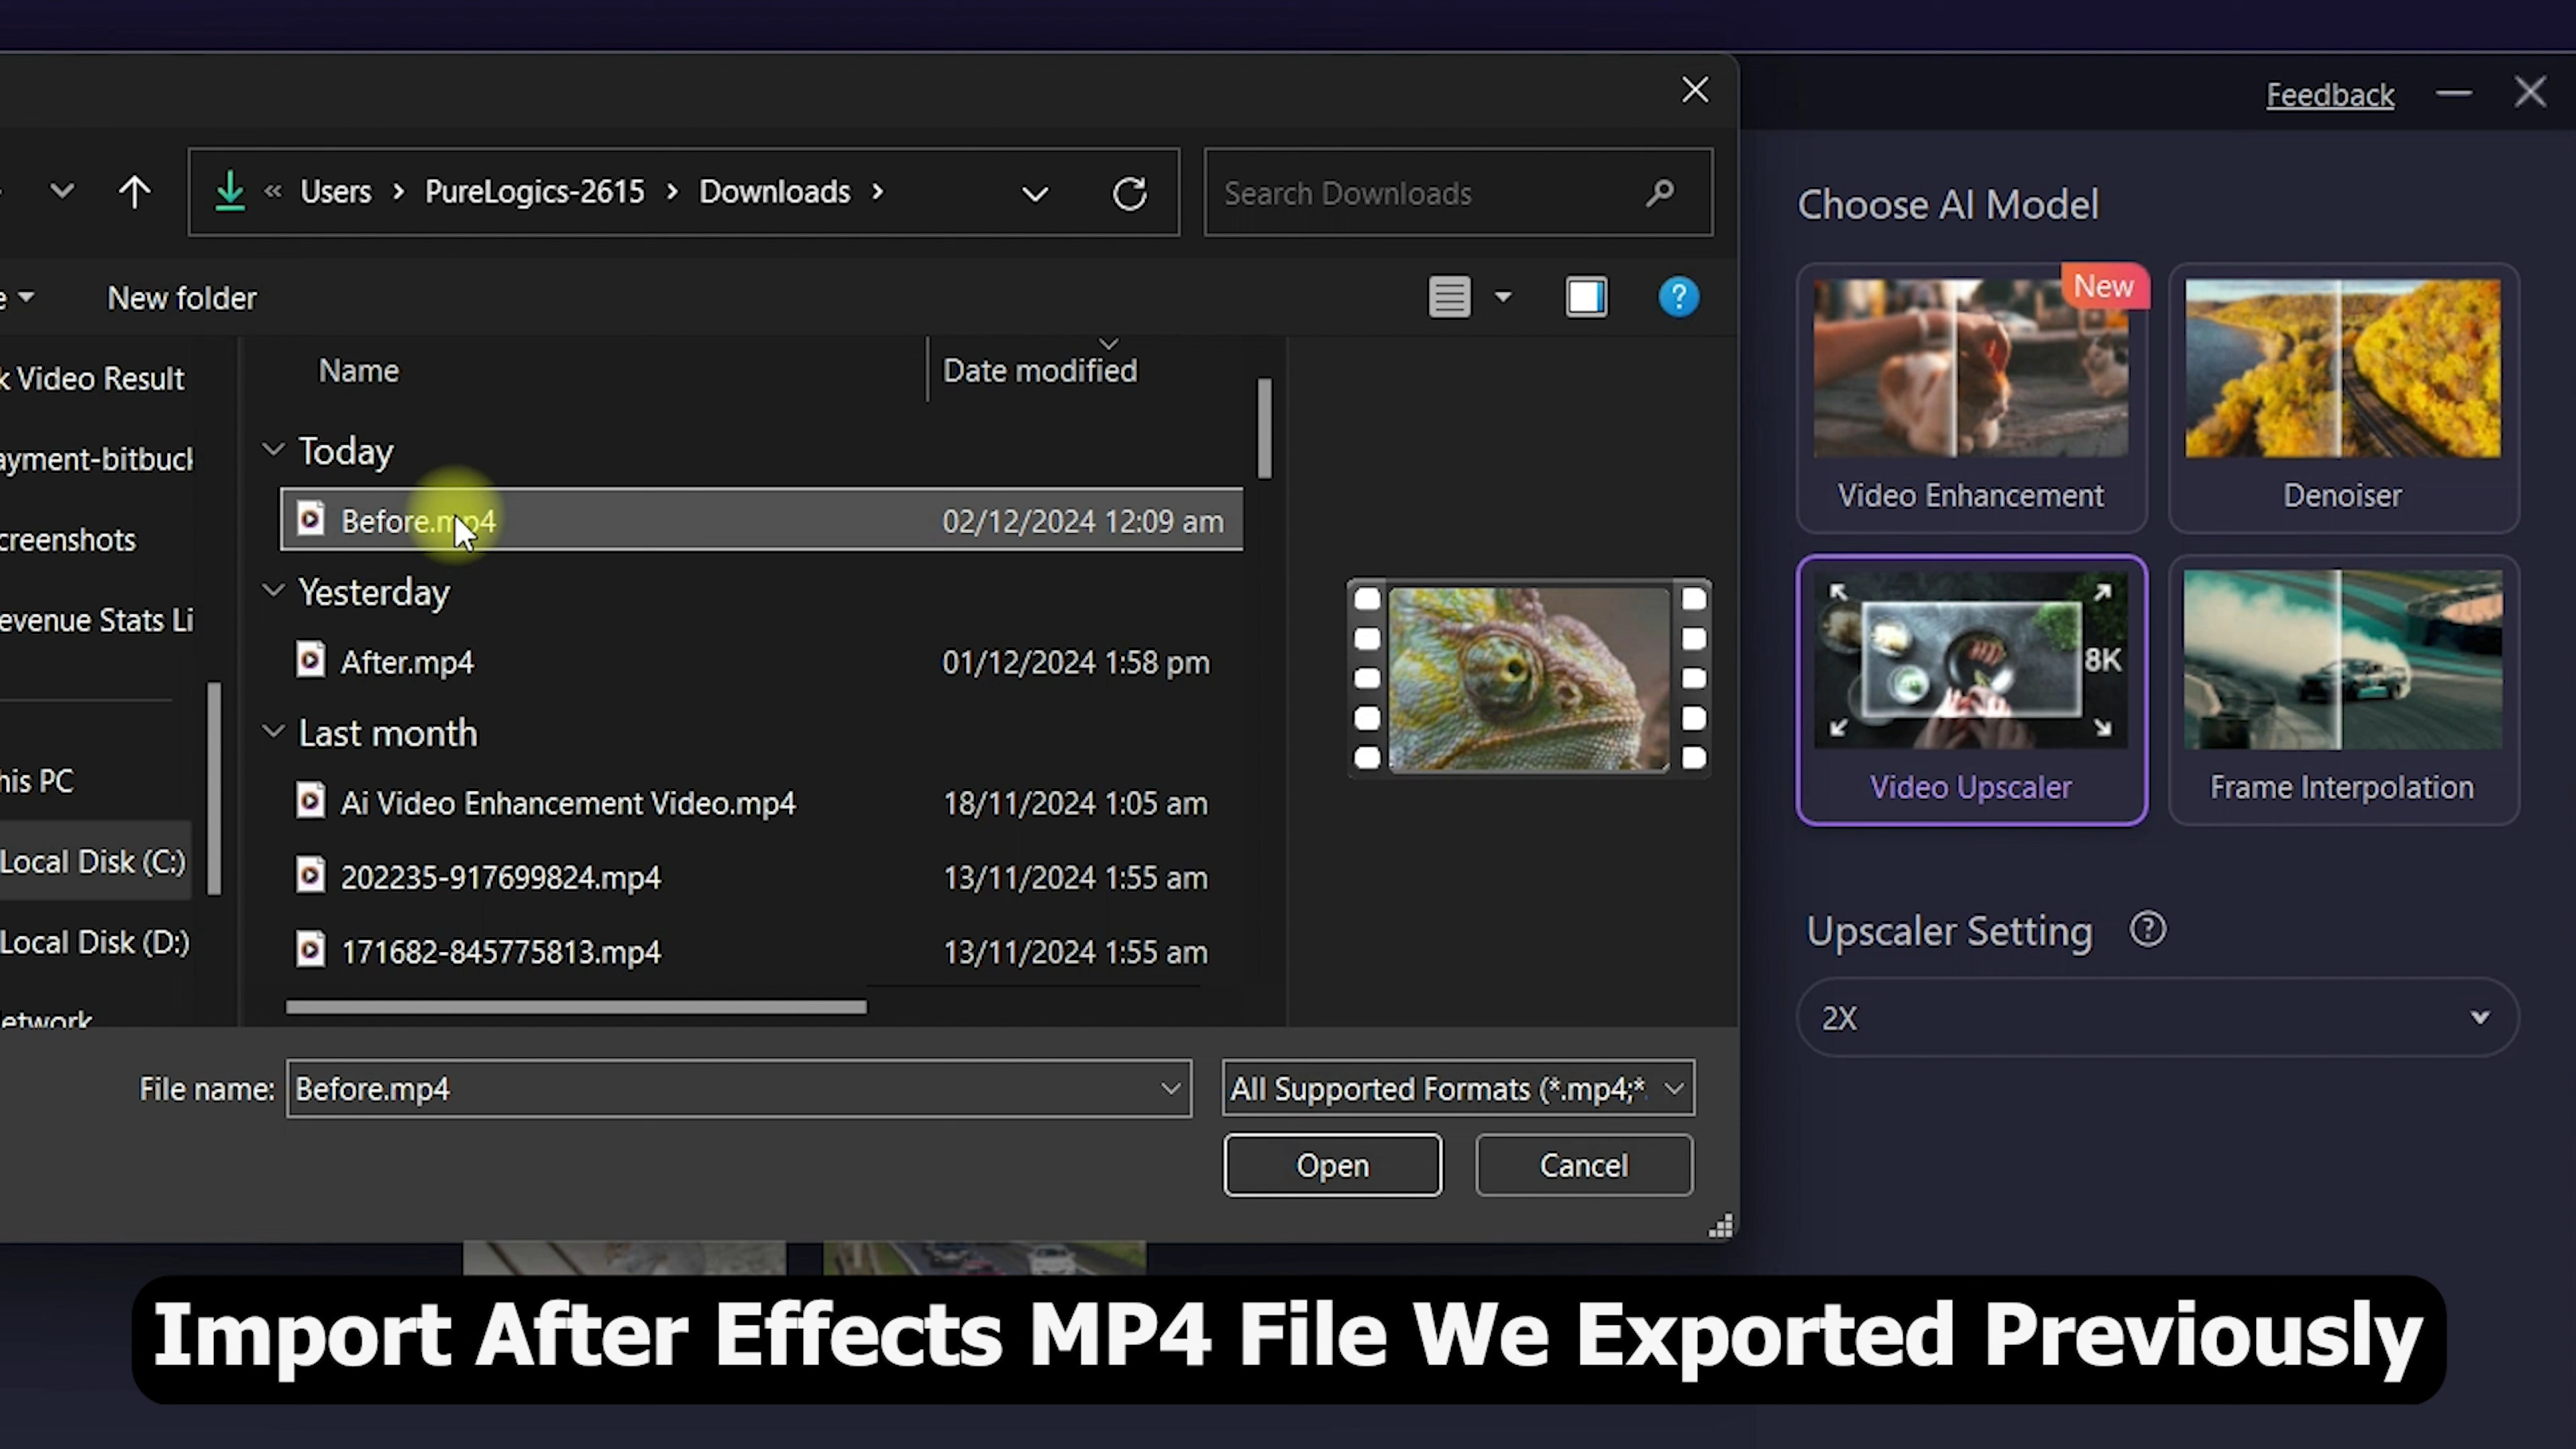 Feedback
Users > PureLogics-2615 > Downloads >
Search Downloads
New folder
Name
Date modified
Today
Before.mp4
02/12/2024 12:09 am
Yesterday
After.mp4
01/12/2024 1:58 pm
Last month
Ai Video Enhancement Video.mp4
18/11/2024 1:05 am
202235-917699824.mp4
13/11/2024 1:55 am
171682-845775813.mp4
13/11/2024 1:55 am
k Video Result
ayment-bitbuck
creenshots
evenue Stats Li
his PC
Local Disk (C:)
Local Disk (D:)
etwork
File name:
Before.mp4
All Supported Formats (*.mp4;*.
Open
Cancel
Choose AI Model
New
Video Enhancement
Denoiser
8K
Video Upscaler
Frame Interpolation
Upscaler Setting
2X
Import After Effects MP4 File We Exported Previously